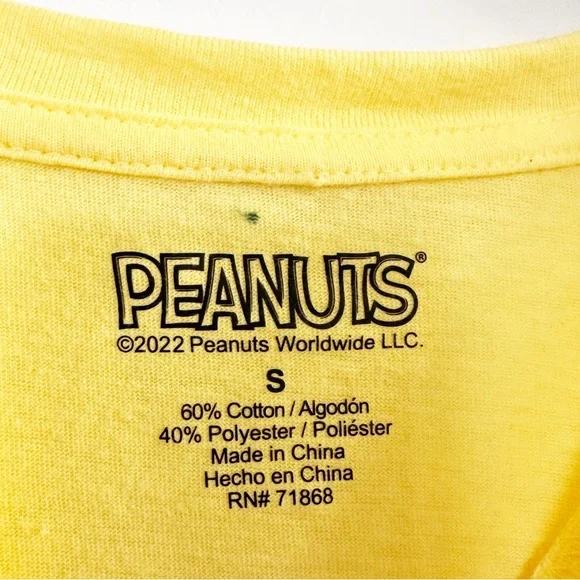 PEANUTS®
©2022 Peanuts Worldwide LLC.
S
60% Cotton / Algodón
40% Polyester / Poliéster
Made in China
Hecho en China
RN# 71868